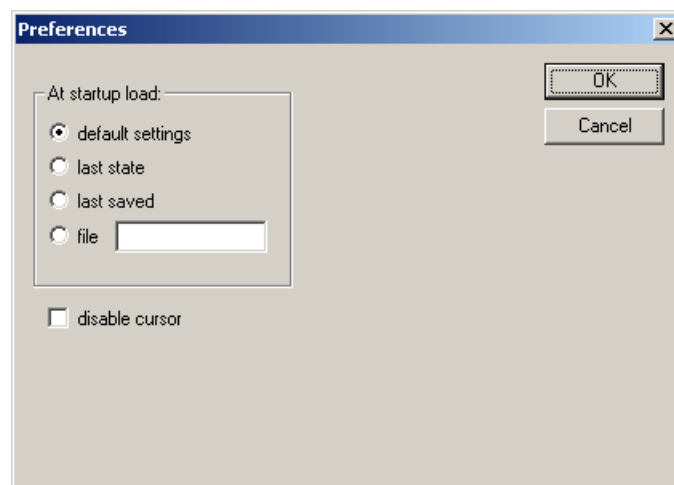 Preferences
At startup load:
default settings
last state
last saved
file
disable cursor
OK
Cancel